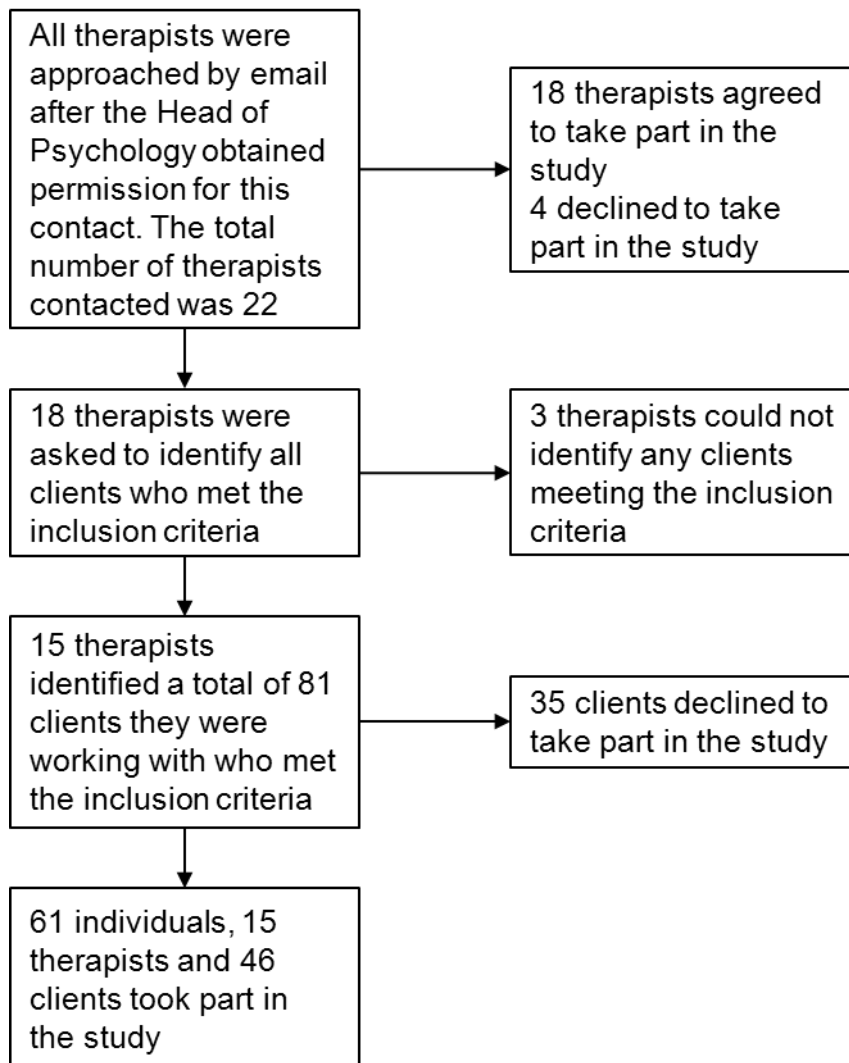 All therapists were
approached by email
after the Head of
Psychology obtained
permission for this
contact. The total
number of therapists
contacted was 22
18 therapists agreed
to take part in the
study
4 declined to take
part in the study
18 therapists were
asked to identify all
clients who met the
inclusion criteria
3 therapists could not
identify any clients
meeting the inclusion
criteria
15 therapists
identified a total of 81
clients they were
working with who met
the inclusion criteria
35 clients declined to
take part in the study
61 individuals, 15
therapists and 46
clients took part in
the study